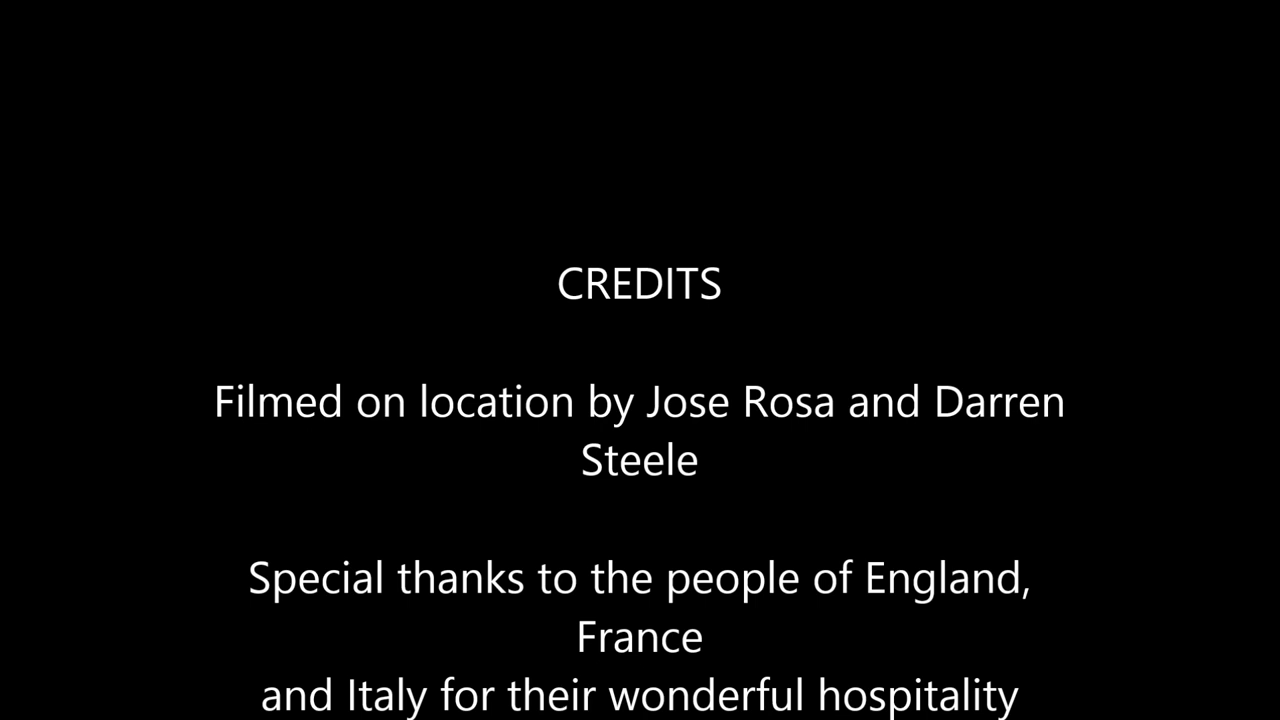 CREDITS
Filmed on location by Jose Rosa and Darren
Steele
Special thanks to the people of England,
France
and Italy for their wonderful hospitality